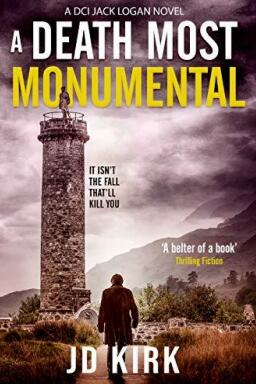 A DCI JACK LOGAN NOVEL
A DEATH MOST
MONUMENTAL
IT ISN'T
THE FALL
THAT'LL
KILL YOU
'A belter of a book'
Thrilling Fiction
JD KIRK